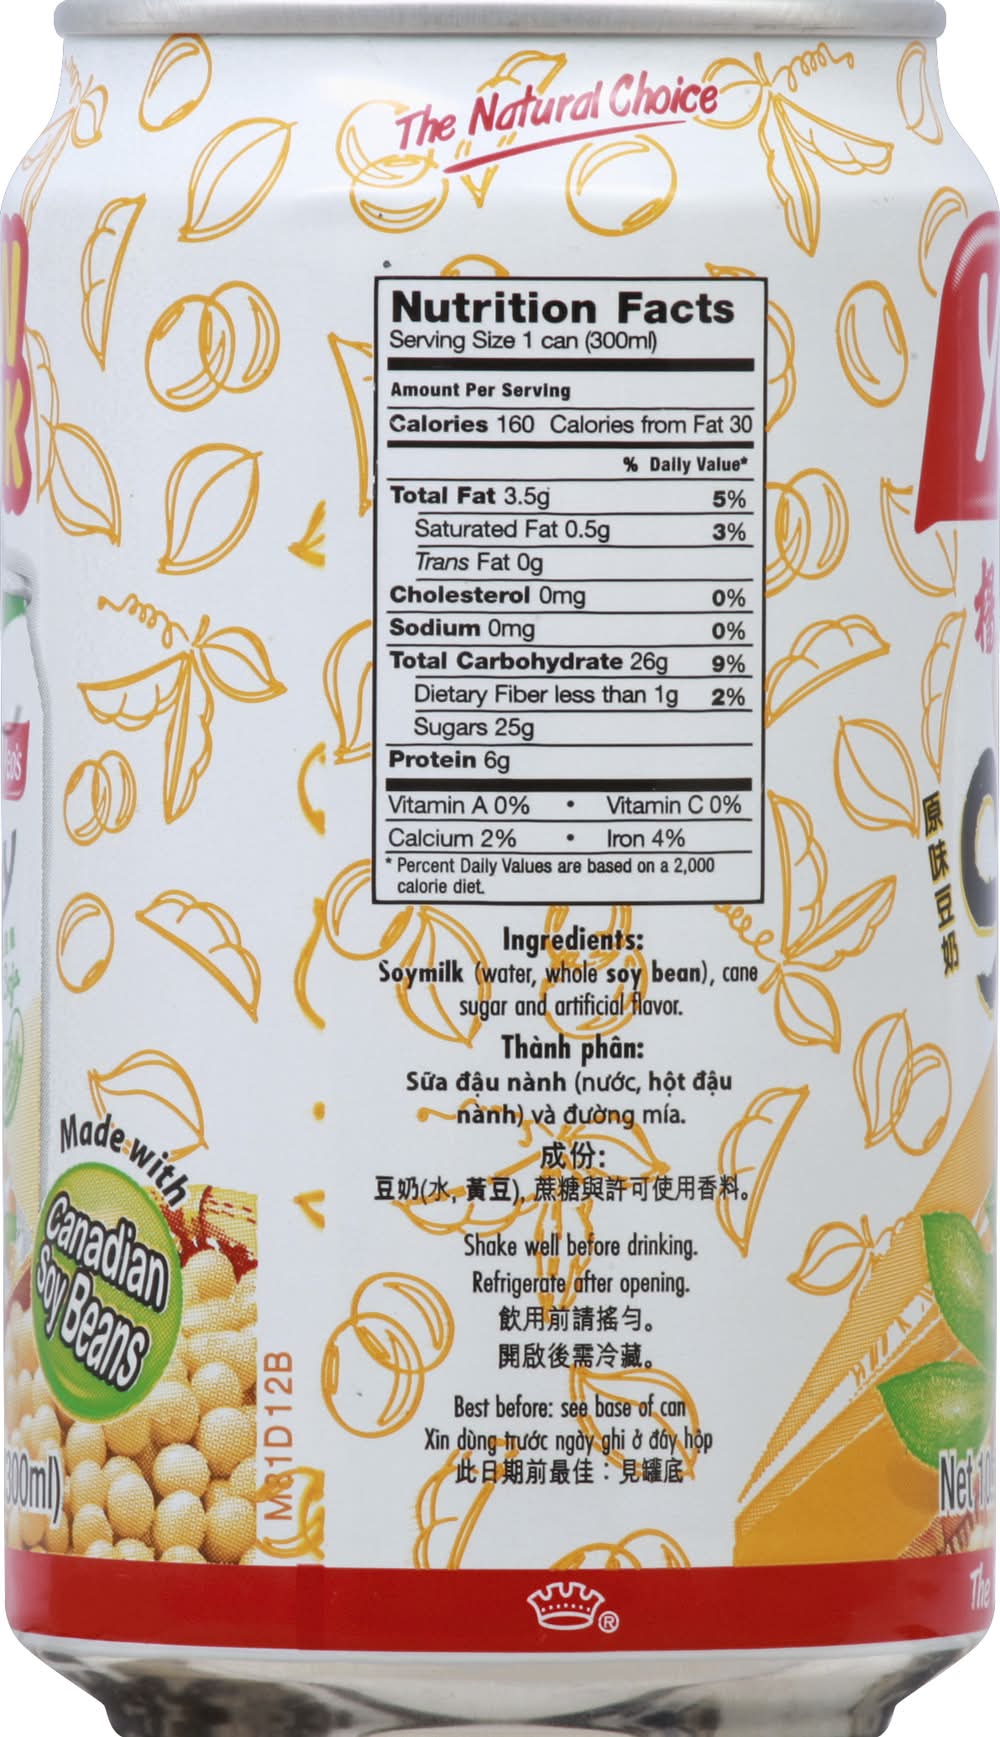 The Natural Choice
Nutrition Facts
Serving Size 1 can (300ml)
Amount Per Serving
Calories 160 Calories from Fat 30
% Daily Value*
Total Fat 3.5g 5%
Saturated Fat 0.5g 3%
Trans Fat 0g
Cholesterol 0mg 0%
Sodium 0mg 0%
Total Carbohydrate 26g 9%
Dietary Fiber less than 1g 2%
Sugars 25g
Protein 6g
Vitamin A 0% • Vitamin C 0%
Calcium 2% • Iron 4%
* Percent Daily Values are based on a 2,000
calorie diet.
Ingredients:
Soymilk (water, whole soy bean), cane
sugar and artificial flavor.
Thành phân:
Sữa đậu nành (nước, hột đậu
nành) và đường mía.
成份:
豆奶(水, 黃豆), 蔗糖與許可使用香料。
Shake well before drinking.
Refrigerate after opening.
飲用前請搖勻。
開啟後需冷藏。
Best before: see base of can
Xin dùng trước ngày ghi ở đáy hộp
此日期前最佳：見罐底
Made with
Canadian
Soy Beans
M31D12B
300ml)
原味豆奶
Net 10
The
®